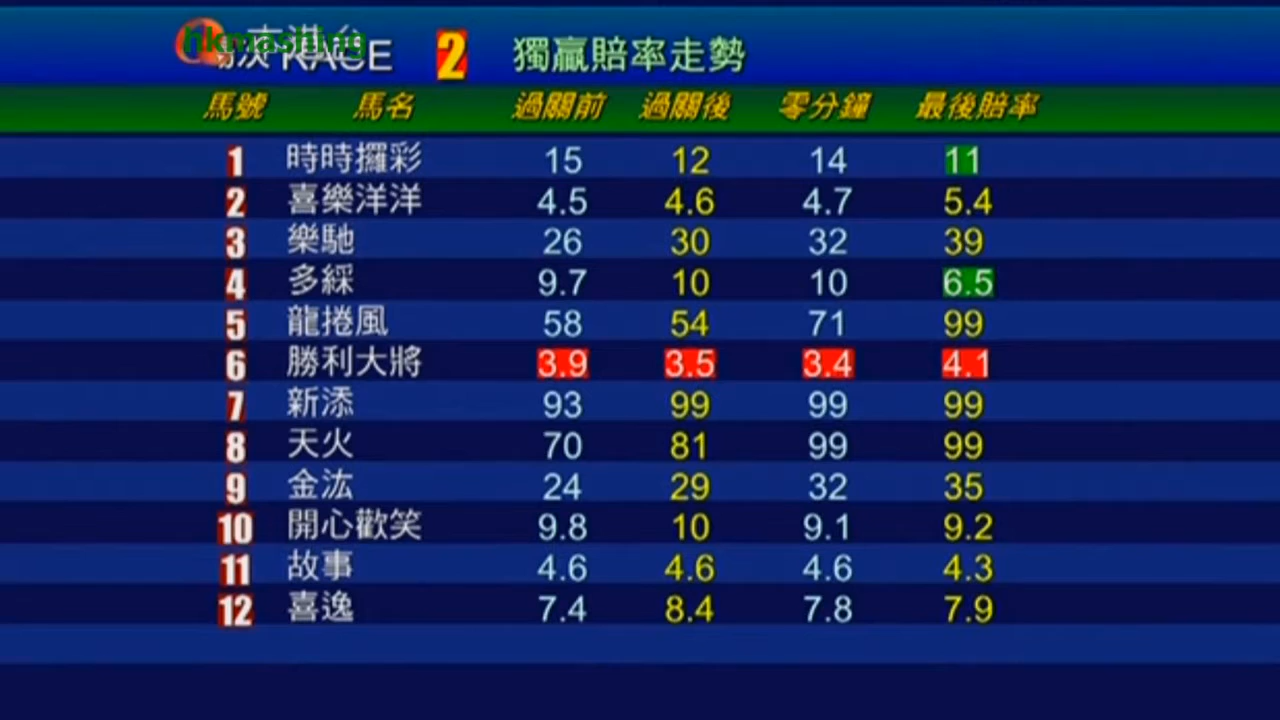 hkmashing
場次 RACE 2 獨贏賠率走勢
馬號 馬名 過關前 過關後 零分鐘 最後賠率
1 時時攞彩 15 12 14 11
2 喜樂洋洋 4.5 4.6 4.7 5.4
3 樂馳 26 30 32 39
4 多綵 9.7 10 10 6.5
5 龍捲風 58 54 71 99
6 勝利大將 3.9 3.5 3.4 4.1
7 新添 93 99 99 99
8 天火 70 81 99 99
9 金汯 24 29 32 35
10 開心歡笑 9.8 10 9.1 9.2
11 故事 4.6 4.6 4.6 4.3
12 喜逸 7.4 8.4 7.8 7.9